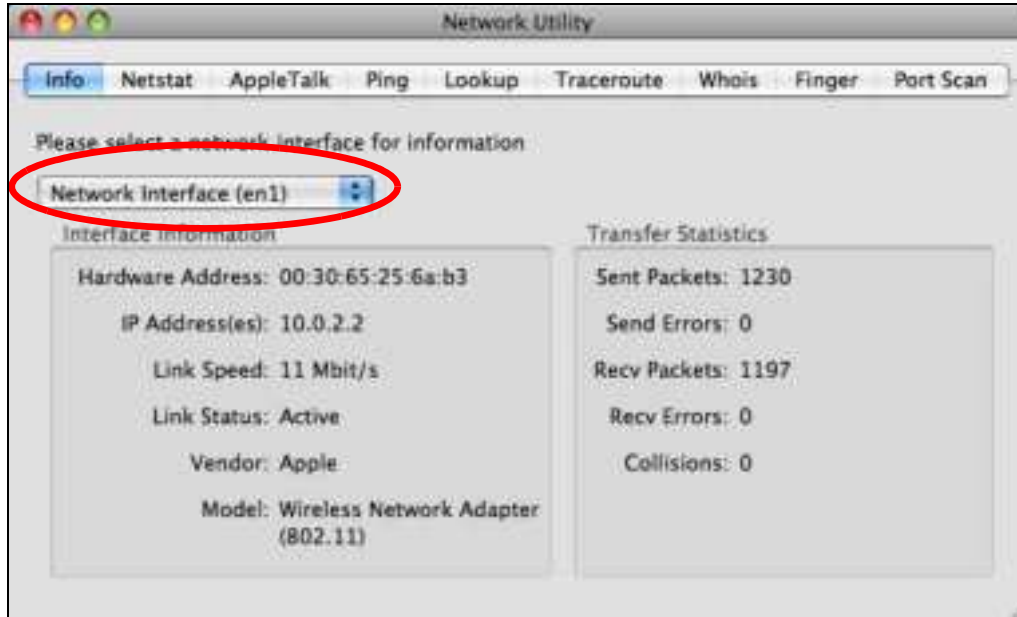 Network Utility
Info Netstat AppleTalk Ping Lookup Traceroute Whois Finger Port Scan
Please select a network interface for information
Network Interface (en1)
Interface Information
Hardware Address: 00:30:65:25:6a:b3
IP Address(es): 10.0.2.2
Link Speed: 11 Mbit/s
Link Status: Active
Vendor: Apple
Model: Wireless Network Adapter
(802.11)
Transfer Statistics
Sent Packets: 1230
Send Errors: 0
Recv Packets: 1197
Recv Errors: 0
Collisions: 0